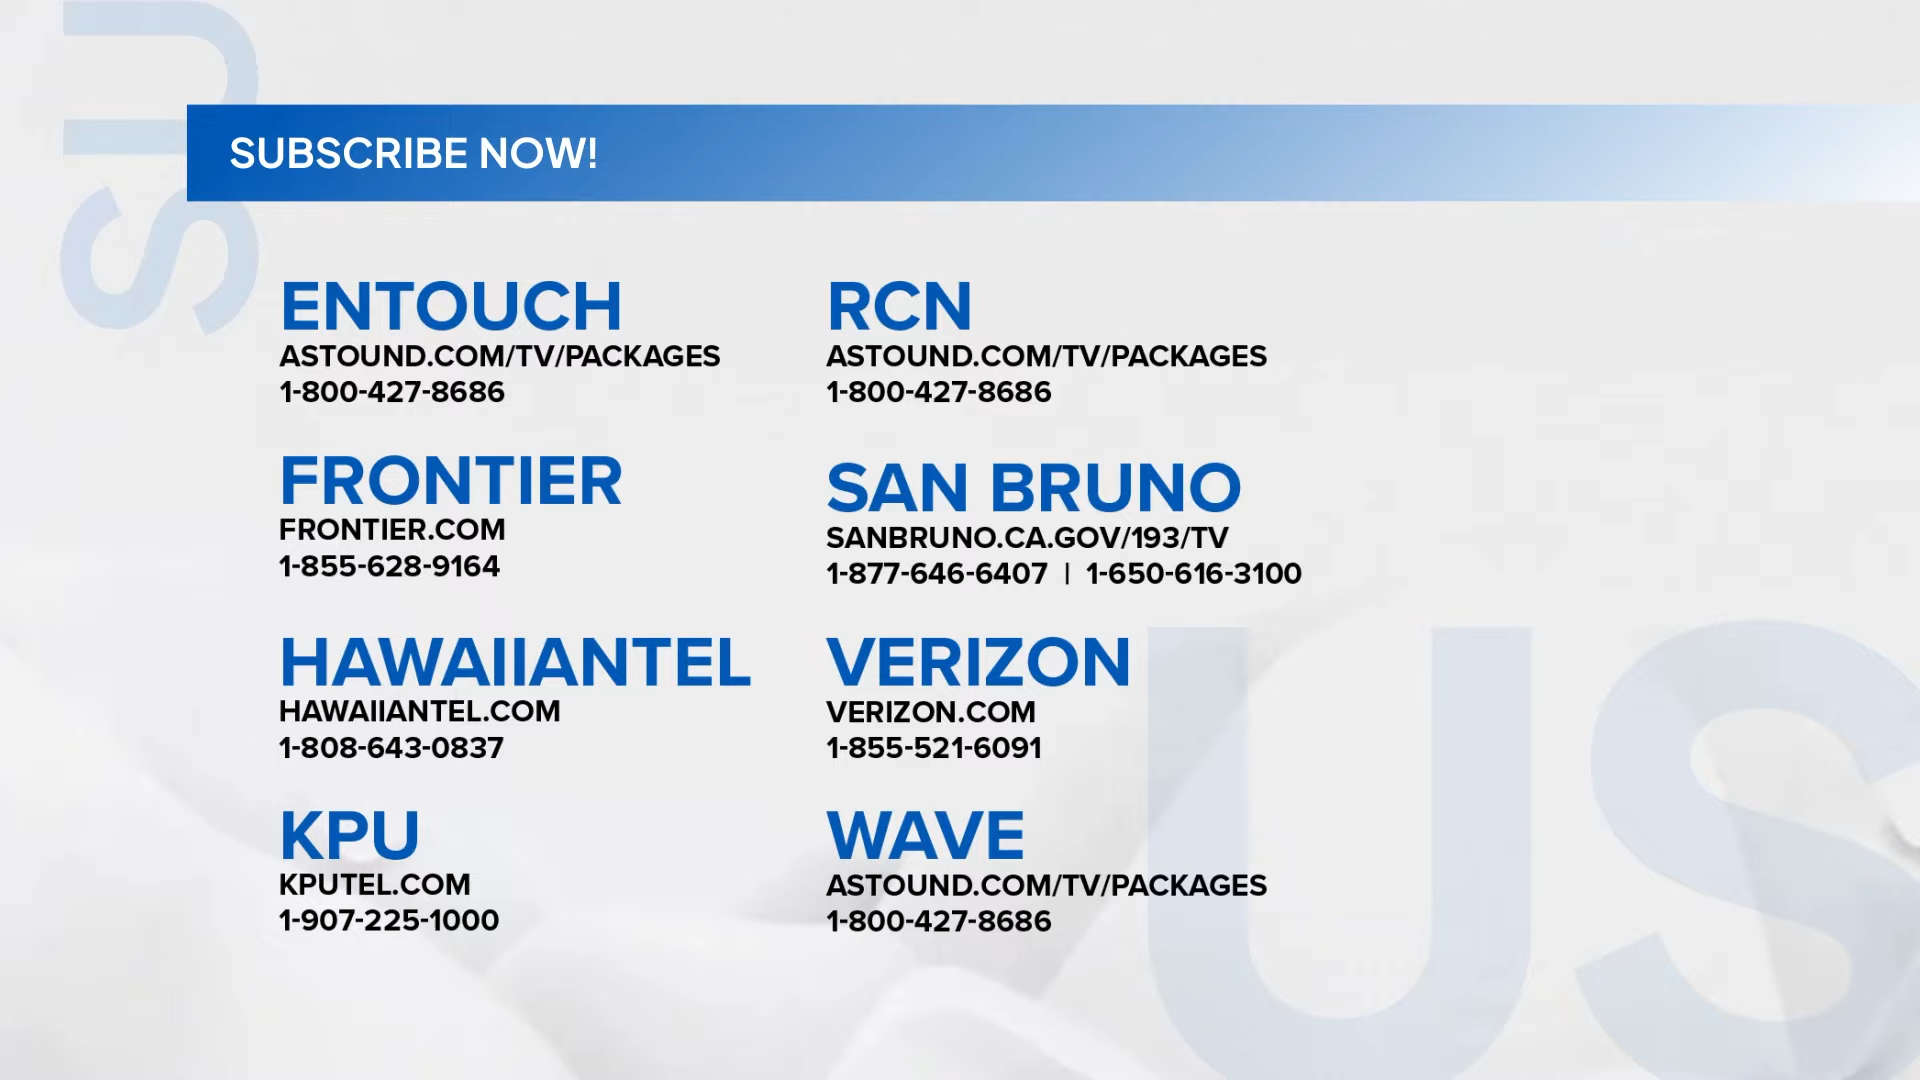 SUBSCRIBE NOW!
ENTOUCH
ASTOUND.COM/TV/PACKAGES
1-800-427-8686
FRONTIER
FRONTIER.COM
1-855-628-9164
HAWAIIANTEL
HAWAIIANTEL.COM
1-808-643-0837
KPU
KPUTEL.COM
1-907-225-1000
RCN
ASTOUND.COM/TV/PACKAGES
1-800-427-8686
SAN BRUNO
SANBRUNO.CA.GOV/193/TV
1-877-646-6407 | 1-650-616-3100
VERIZON
VERIZON.COM
1-855-521-6091
WAVE
ASTOUND.COM/TV/PACKAGES
1-800-427-8686
US